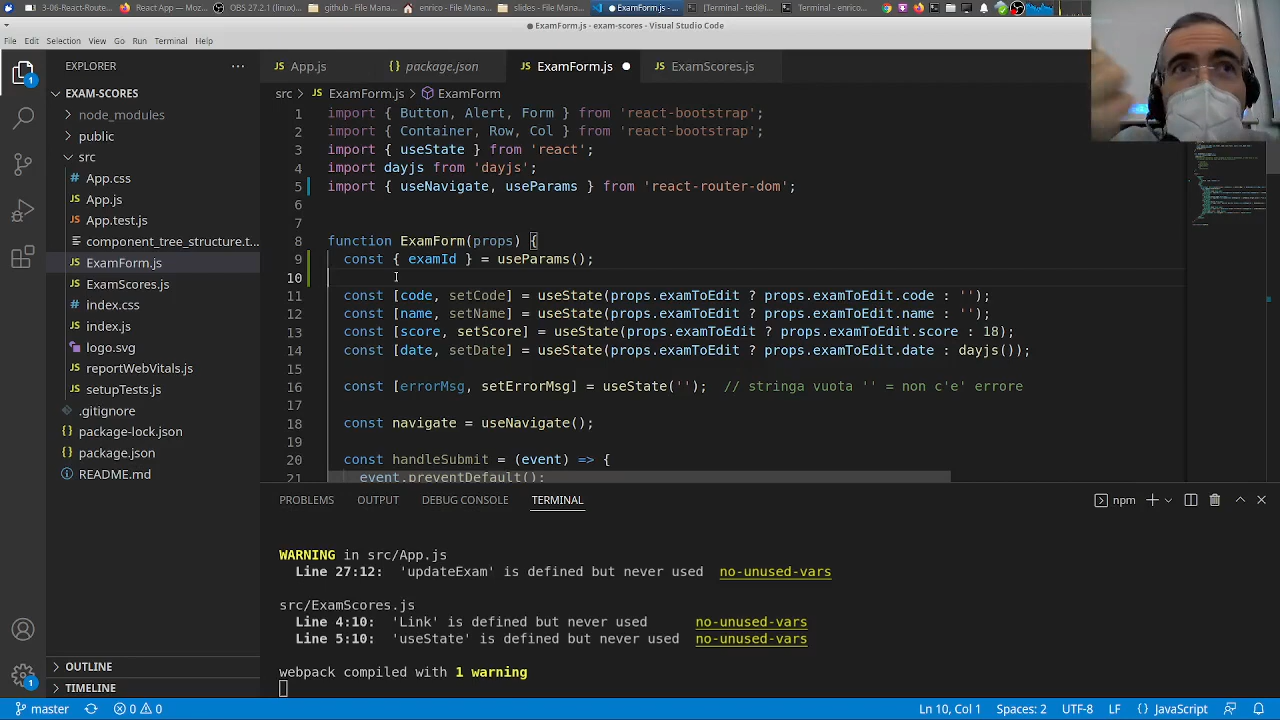 3-06-React-Rout...
OBS 27.2.1 (linux)...
github - File Mana...
enrico - File Mana...
slides - File Manag...
ExamForm.js - ex...
[Terminal - ted@el...
Terminal - enrico...
ExamForm.js - exam-scores - Visual Studio Code
File Edit Selection View Go Run Terminal Help
EXPLORER
EXAM-SCORES
node_modules
public
src
App.css
App.js
App.test.js
component_tree_structure.t...
ExamForm.js
ExamScores.js
index.css
index.js
logo.svg
reportWebVitals.js
setupTests.js
.gitignore
package-lock.json
package.json
README.md
OUTLINE
TIMELINE
App.js package.json ExamForm.js ExamScores.js
src > ExamForm.js > ExamForm
1 import { Button, Alert, Form } from 'react-bootstrap';
2 import { Container, Row, Col } from 'react-bootstrap';
3 import { useState } from 'react';
4 import dayjs from 'dayjs';
5 import { useNavigate, useParams } from 'react-router-dom';
6
7
8 function ExamForm(props) {
9 const { examId } = useParams();
10
11 const [code, setCode] = useState(props.examToEdit ? props.examToEdit.code : '');
12 const [name, setName] = useState(props.examToEdit ? props.examToEdit.name : '');
13 const [score, setScore] = useState(props.examToEdit ? props.examToEdit.score : 18);
14 const [date, setDate] = useState(props.examToEdit ? props.examToEdit.date : dayjs());
15
16 const [errorMsg, setErrorMsg] = useState(''); // stringa vuota '' = non c'e' errore
17
18 const navigate = useNavigate();
19
20 const handleSubmit = (event) => {
21 event.preventDefault();
PROBLEMS OUTPUT DEBUG CONSOLE TERMINAL
npm
WARNING in src/App.js
Line 27:12: 'updateExam' is defined but never used no-unused-vars
src/ExamScores.js
Line 4:10: 'Link' is defined but never used no-unused-vars
Line 5:10: 'useState' is defined but never used no-unused-vars
webpack compiled with 1 warning
master 0 0 Ln 10, Col 1 Spaces: 2 UTF-8 LF JavaScript